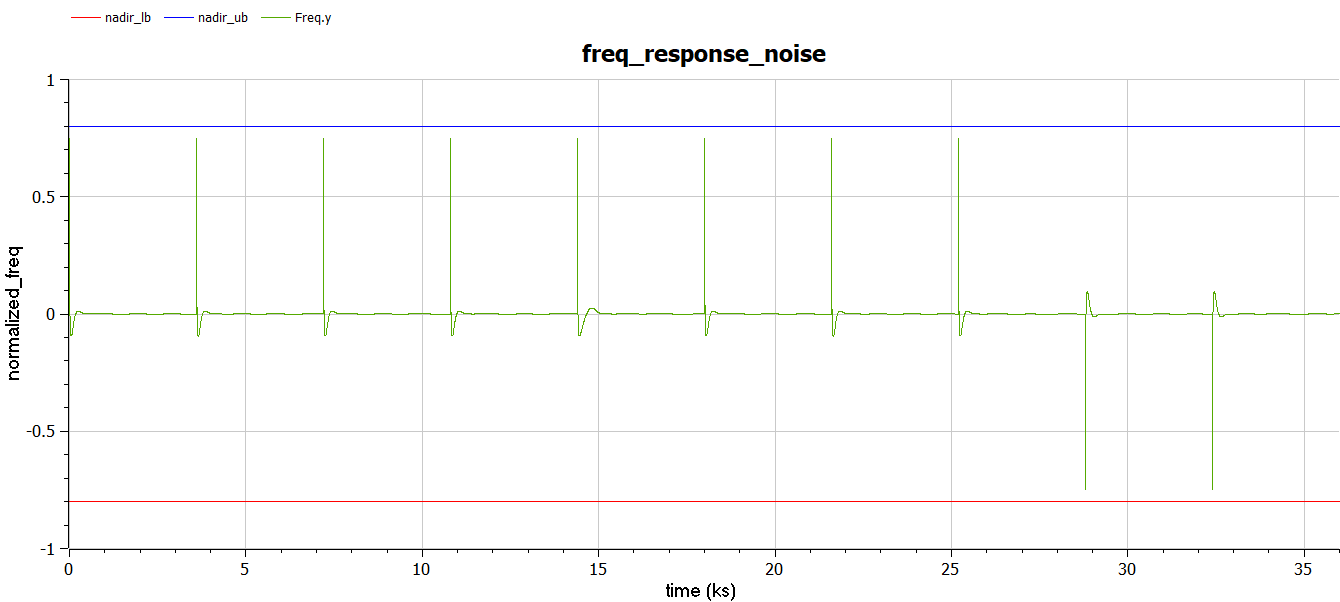 nadir_lb nadir_ub Freq.y
freq_response_noise
1
0.5
0
-0.5
-1
normalized_freq
0 5 10 15 20 25 30 35
time (ks)